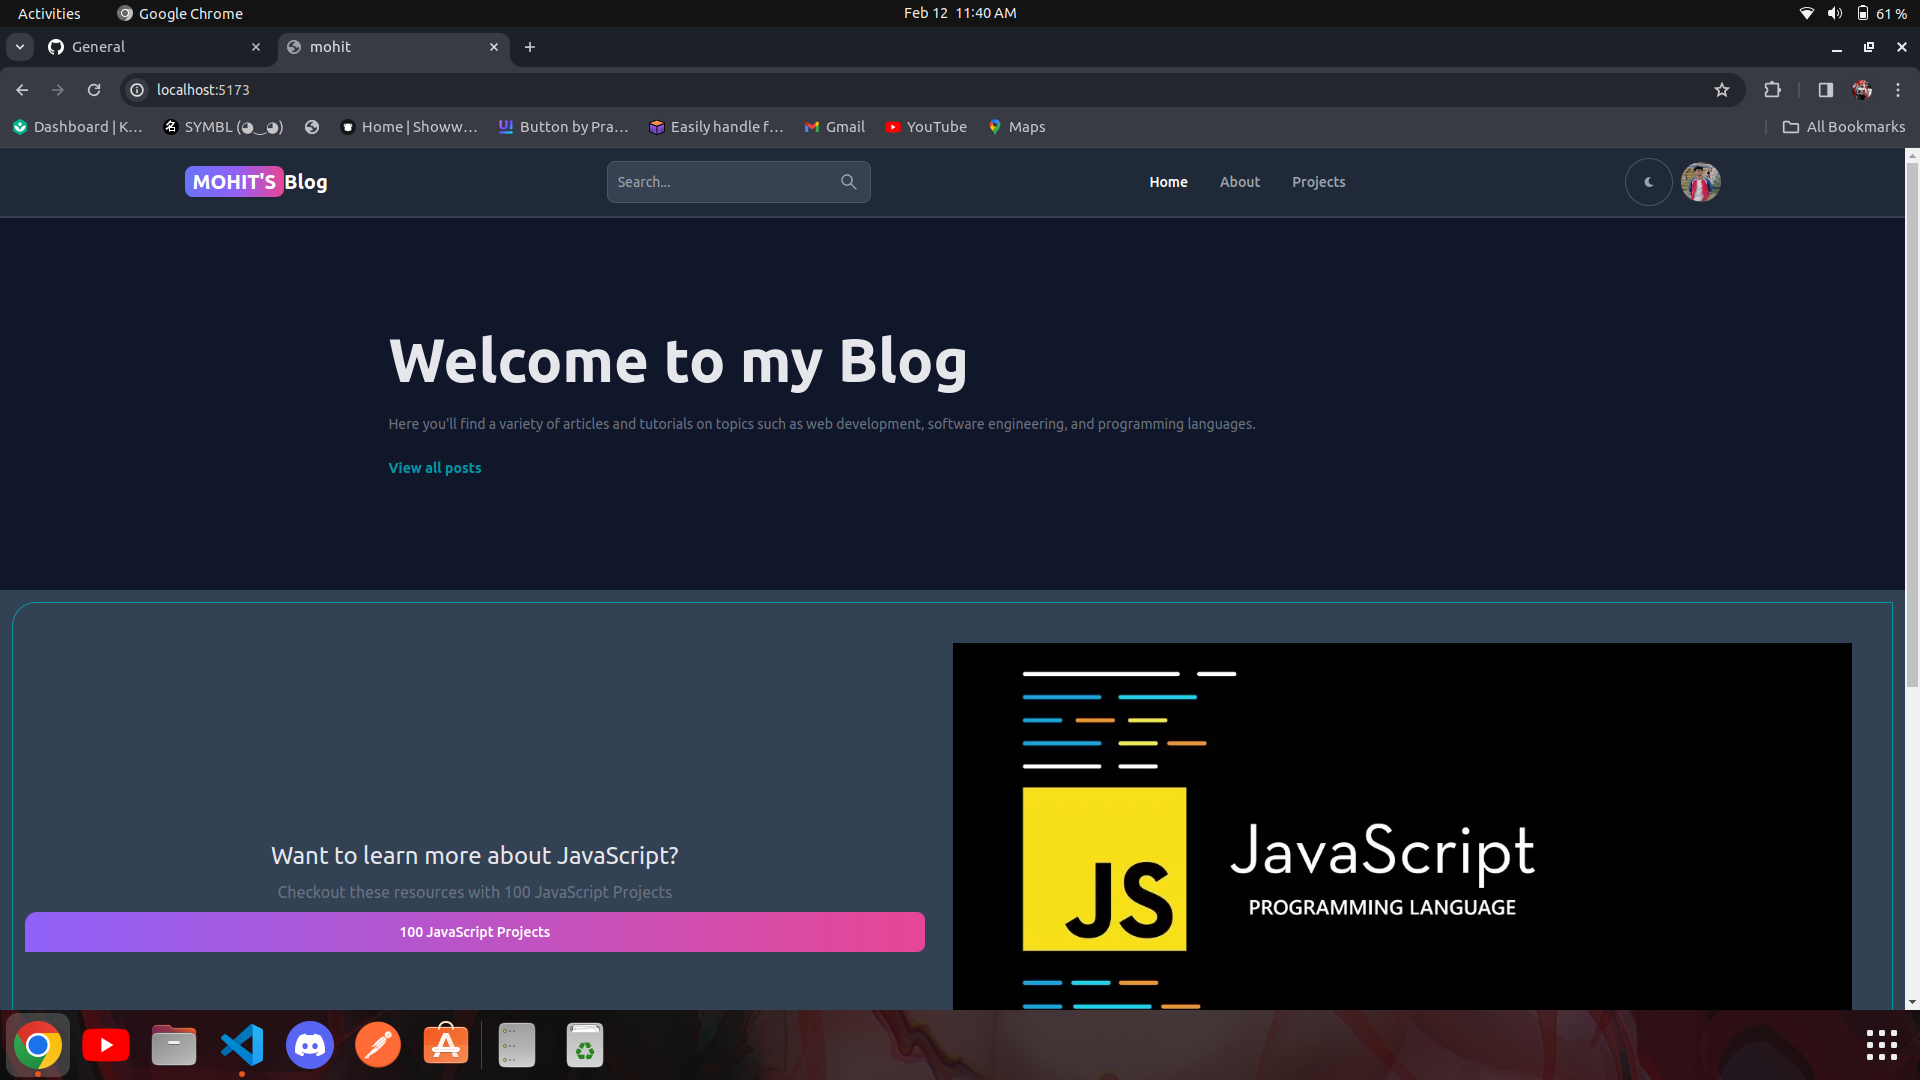 Activities Google Chrome Feb 12 11:40 AM 61 %
General mohit
localhost:5173
Dashboard | K... SYMBL (◕‿◕) Home | Showw... Button by Pra... Easily handle f... Gmail YouTube Maps All Bookmarks
MOHIT'S Blog Search... Home About Projects
Welcome to my Blog
Here you'll find a variety of articles and tutorials on topics such as web development, software engineering, and programming languages.
View all posts
JS JavaScript
PROGRAMMING LANGUAGE
Want to learn more about JavaScript?
Checkout these resources with 100 JavaScript Projects
100 JavaScript Projects